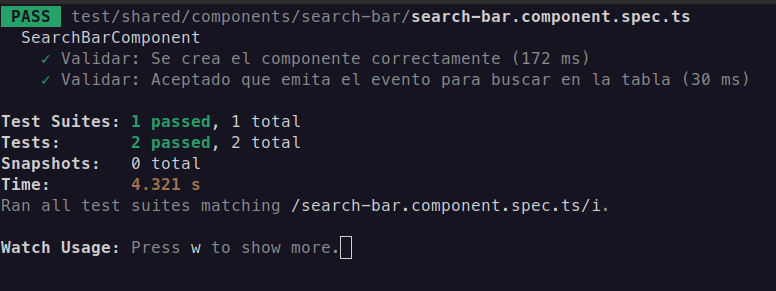 PASS test/shared/components/search-bar/search-bar.component.spec.ts
SearchBarComponent
✓ Validar: Se crea el componente correctamente (172 ms)
✓ Validar: Aceptado que emita el evento para buscar en la tabla (30 ms)
Test Suites: 1 passed, 1 total
Tests: 2 passed, 2 total
Snapshots: 0 total
Time: 4.321 s
Ran all test suites matching /search-bar.component.spec.ts/i.
Watch Usage: Press w to show more.